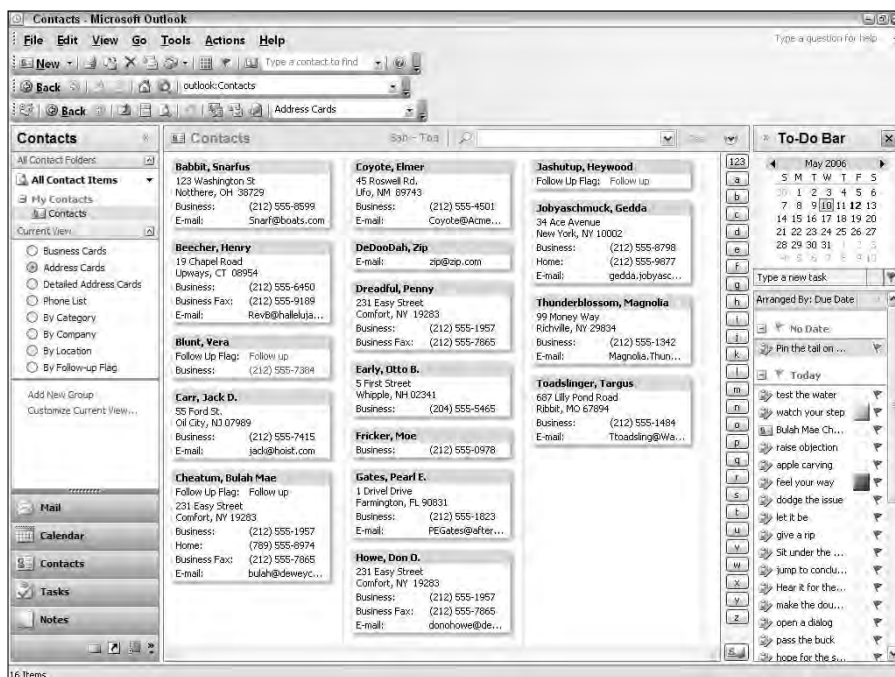 Contacts - Microsoft Outlook
File Edit View Go Tools Actions Help
Type a question for help
New
Type a contact to find
Back
outlook:Contacts
Back
Address Cards
Contacts
All Contact Folders
All Contact Items
My Contacts
Contacts
Current View
Business Cards
Address Cards
Detailed Address Cards
Phone List
By Category
By Company
By Location
By Follow-up Flag
Add New Group
Customize Current View...
Mail
Calendar
Contacts
Tasks
Notes
16 Items
Contacts
Bab - Toa
Babbit, Snarfus
123 Washington St
Notthere, OH 38729
Business: (212) 555-8599
E-mail: Snarf@boats.com
Beecher, Henry
19 Chapel Road
Upways, CT 08954
Business: (212) 555-6450
Business Fax: (212) 555-9189
E-mail: RevB@halleluja...
Blunt, Vera
Follow Up Flag: Follow up
Business: (212) 555-7384
Carr, Jack D.
55 Ford St.
Oil City, NJ 07989
Business: (212) 555-7415
E-mail: jack@hoist.com
Cheatum, Bulah Mae
Follow Up Flag: Follow up
231 Easy Street
Comfort, NY 19283
Business: (212) 555-1957
Home: (789) 555-8974
Business Fax: (212) 555-7865
E-mail: bulah@deweyc...
Coyote, Elmer
45 Roswell Rd.
Ufo, NM 89743
Business: (212) 555-4501
E-mail: Coyote@Acme...
DeDooDah, Zip
E-mail: zip@zip.com
Dreadful, Penny
231 Easy Street
Comfort, NY 19283
Business: (212) 555-1957
Business Fax: (212) 555-7865
Early, Otto B.
5 First Street
Whipple, NH 02341
Business: (204) 555-5465
Fricker, Moe
Business: (212) 555-0978
Gates, Pearl E.
1 Drivel Drive
Farmington, FL 90831
Business: (212) 555-1823
E-mail: PEGates@after...
Howe, Don O.
231 Easy Street
Comfort, NY 19283
Business: (212) 555-1957
Business Fax: (212) 555-7865
E-mail: donohowe@de...
Jashutup, Heywood
Follow Up Flag: Follow up
Jobyaschmuck, Gedda
34 Ace Avenue
New York, NY 10002
Business: (212) 555-8798
Home: (212) 555-9877
E-mail: gedda.jobyasc...
Thunderblossom, Magnolia
99 Money Way
Richville, NY 29834
Business: (212) 555-1342
E-mail: Magnolia.Thun...
Toadslinger, Targus
687 Lilly Pond Road
Ribbit, MO 67894
Business: (212) 555-1484
E-mail: Ttoadsling@Wa...
123
a
b
c
d
e
f
g
h
i
j
k
l
m
n
o
p
q
r
s
t
u
v
w
x
y
z
To-Do Bar
May 2006
S M T W T F S
30 1 2 3 4 5 6
7 8 9 10 11 12 13
14 15 16 17 18 19 20
21 22 23 24 25 26 27
28 29 30 31 1 2 3
4 5 6 7 8 9 10
Type a new task
Arranged By: Due Date
No Date
Pin the tail on ...
Today
test the water
watch your step
Bulah Mae Ch...
raise objection
apple carving
feel your way
dodge the issue
let it be
give a rip
Sit under the ...
jump to conclu...
Hear it for the...
make the dou...
open a dialog
pass the buck
hope for the s...